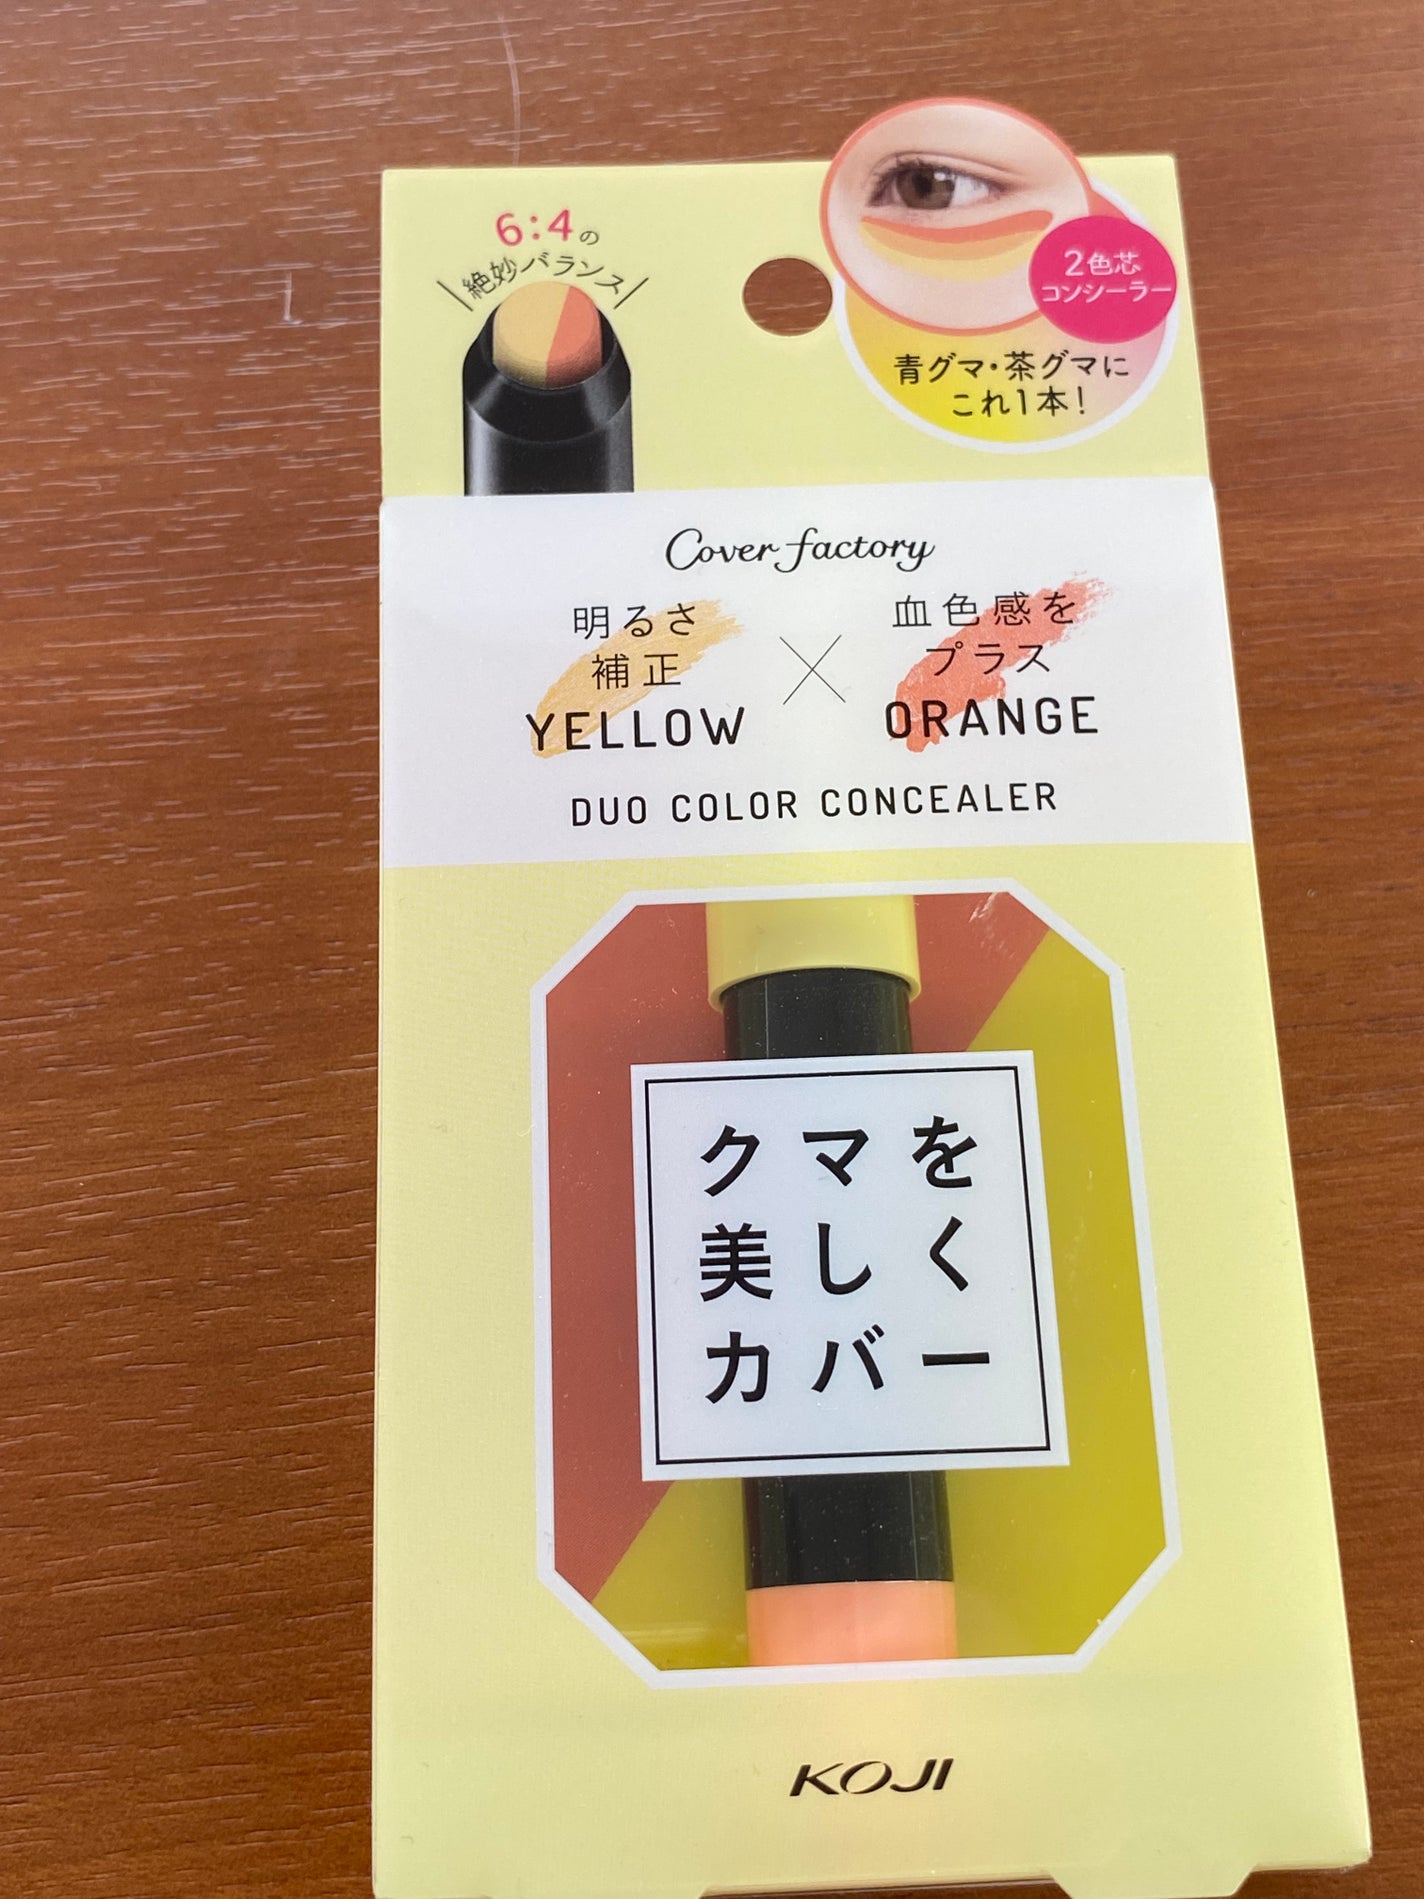 6:4の
絶妙バランス
2色芯
コンシーラー
青グマ・茶グマに
これ1本!
Cover factory
明るさ
補正
YELLOW
×
血色感を
プラス
ORANGE
DUO COLOR CONCEALER
クマを
美しく
カバー
KOJI